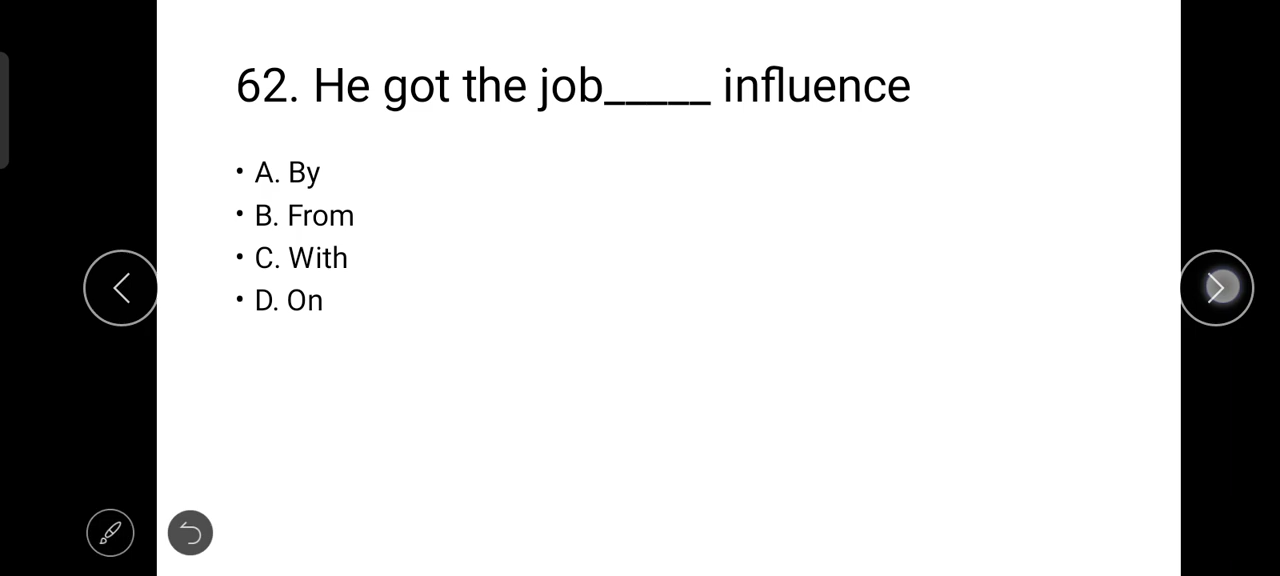 62. He got the job_____ influence
• A. By
• B. From
• C. With
• D. On